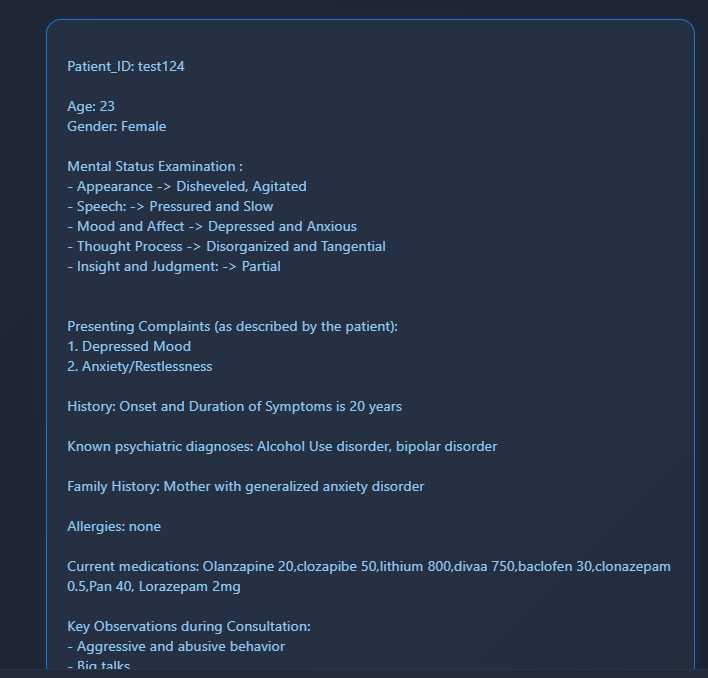 Patient_ID: test124
Age: 23
Gender: Female
Mental Status Examination :
- Appearance -> Disheveled, Agitated
- Speech: -> Pressured and Slow
- Mood and Affect -> Depressed and Anxious
- Thought Process -> Disorganized and Tangential
- Insight and Judgment: -> Partial
Presenting Complaints (as described by the patient):
1. Depressed Mood
2. Anxiety/Restlessness
History: Onset and Duration of Symptoms is 20 years
Known psychiatric diagnoses: Alcohol Use disorder, bipolar disorder
Family History: Mother with generalized anxiety disorder
Allergies: none
Current medications: Olanzapine 20,clozapibe 50,lithium 800,divaa 750,baclofen 30,clonazepam
0.5,Pan 40, Lorazepam 2mg
Key Observations during Consultation:
- Aggressive and abusive behavior
- Big talks